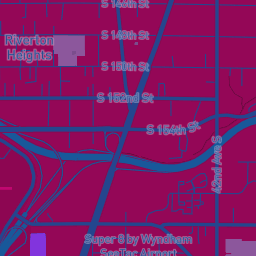 S 146th St
Riverton
Heights
S 148th St
S 150th St
S 152nd St
S 154th St
42nd Ave S
Super 8 by Wyndham
SeaTac Airport